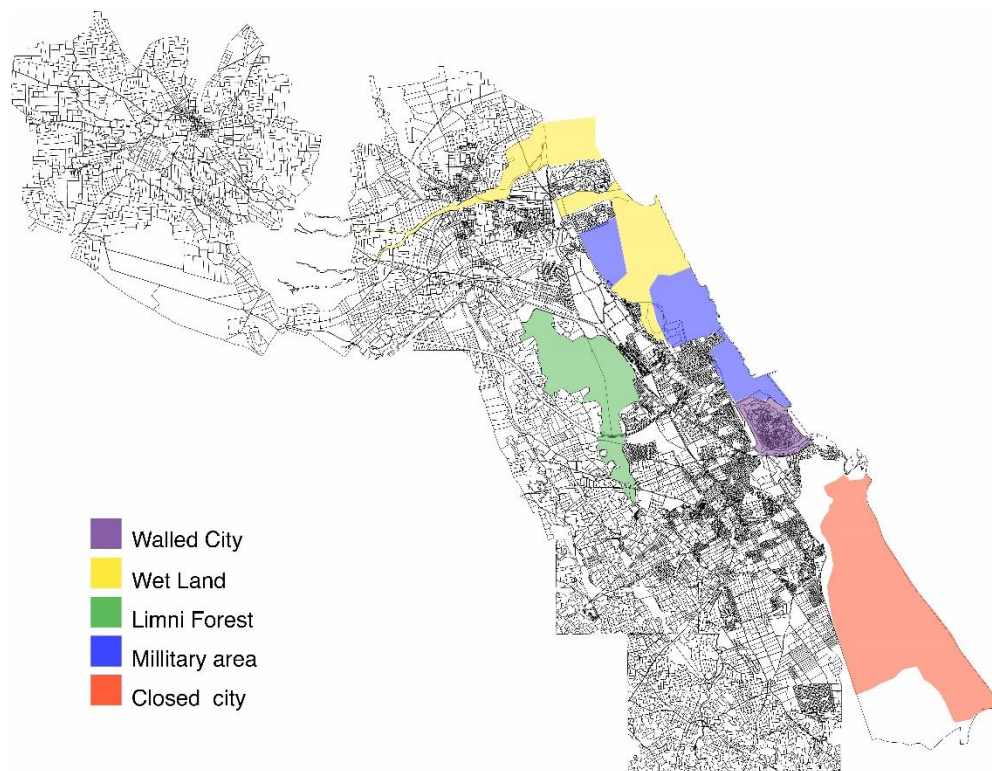 Walled City
Wet Land
Limni Forest
Millitary area
Closed city